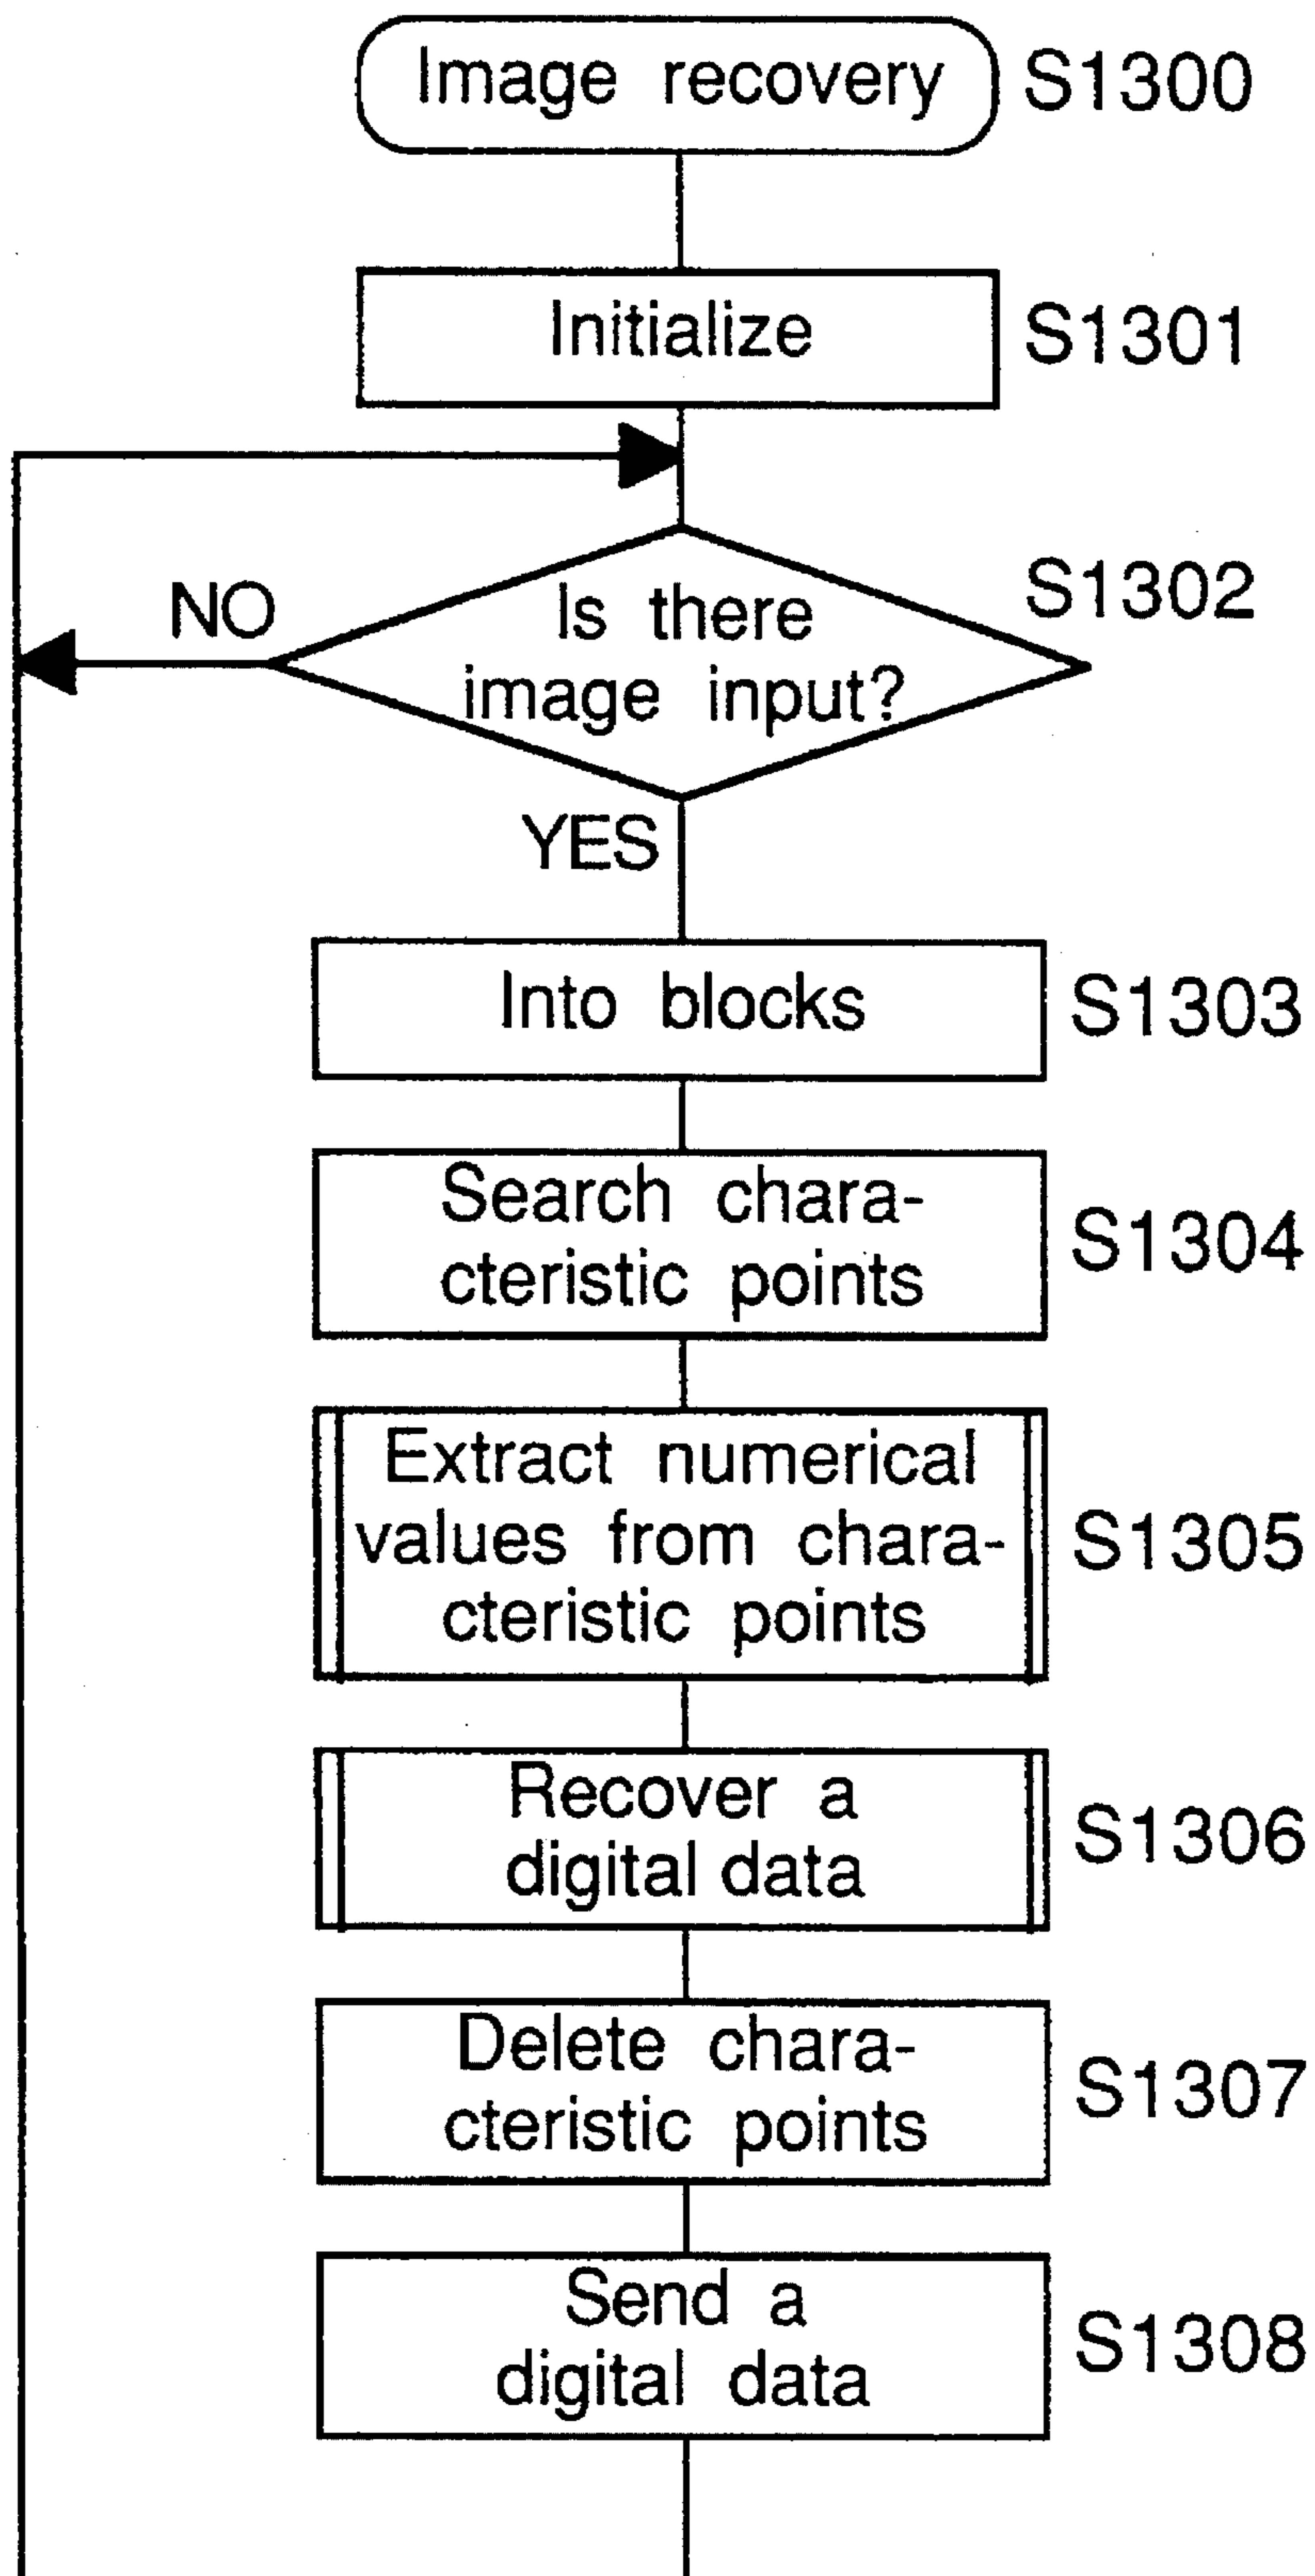 Image recovery S1300
Initialize S1301
S1302
NO
Is there
image input?
YES
Into blocks S1303
Search chara-
cteristic points
S1304
Extract numerical
values from chara-
cteristic points
S1305
Recover a
digital data
S1306
Delete chara-
cteristic points
S1307
Send a
digital data
S1308